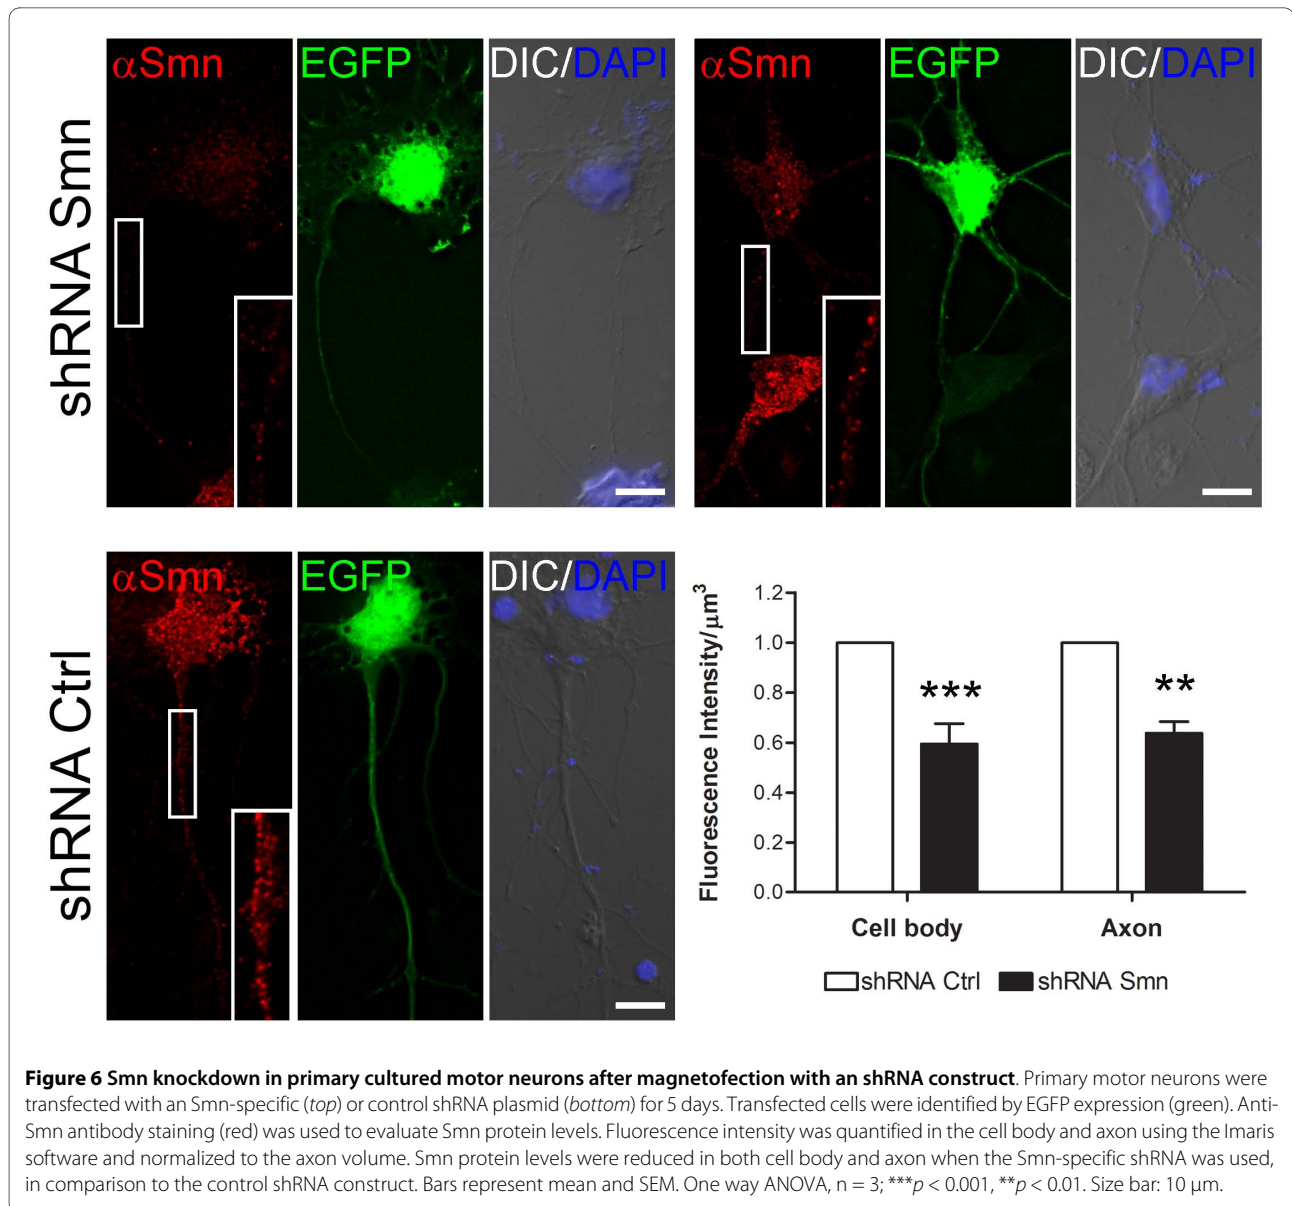 αSmn EGFP DIC/DAPI αSmn EGFP DIC/DAPI
shRNA Smn
αSmn EGFP DIC/DAPI
shRNA Ctrl
Fluorescence Intensity/μm³
1.2
1.0
0.8
0.6
0.4
0.2
0.0
***
**
Cell body Axon
shRNA Ctrl shRNA Smn
Figure 6 Smn knockdown in primary cultured motor neurons after magnetofection with an shRNA construct. Primary motor neurons were
transfected with an Smn-specific (top) or control shRNA plasmid (bottom) for 5 days. Transfected cells were identified by EGFP expression (green). Anti-
Smn antibody staining (red) was used to evaluate Smn protein levels. Fluorescence intensity was quantified in the cell body and axon using the Imaris
software and normalized to the axon volume. Smn protein levels were reduced in both cell body and axon when the Smn-specific shRNA was used,
in comparison to the control shRNA construct. Bars represent mean and SEM. One way ANOVA, n = 3; ***p < 0.001, **p < 0.01. Size bar: 10 μm.